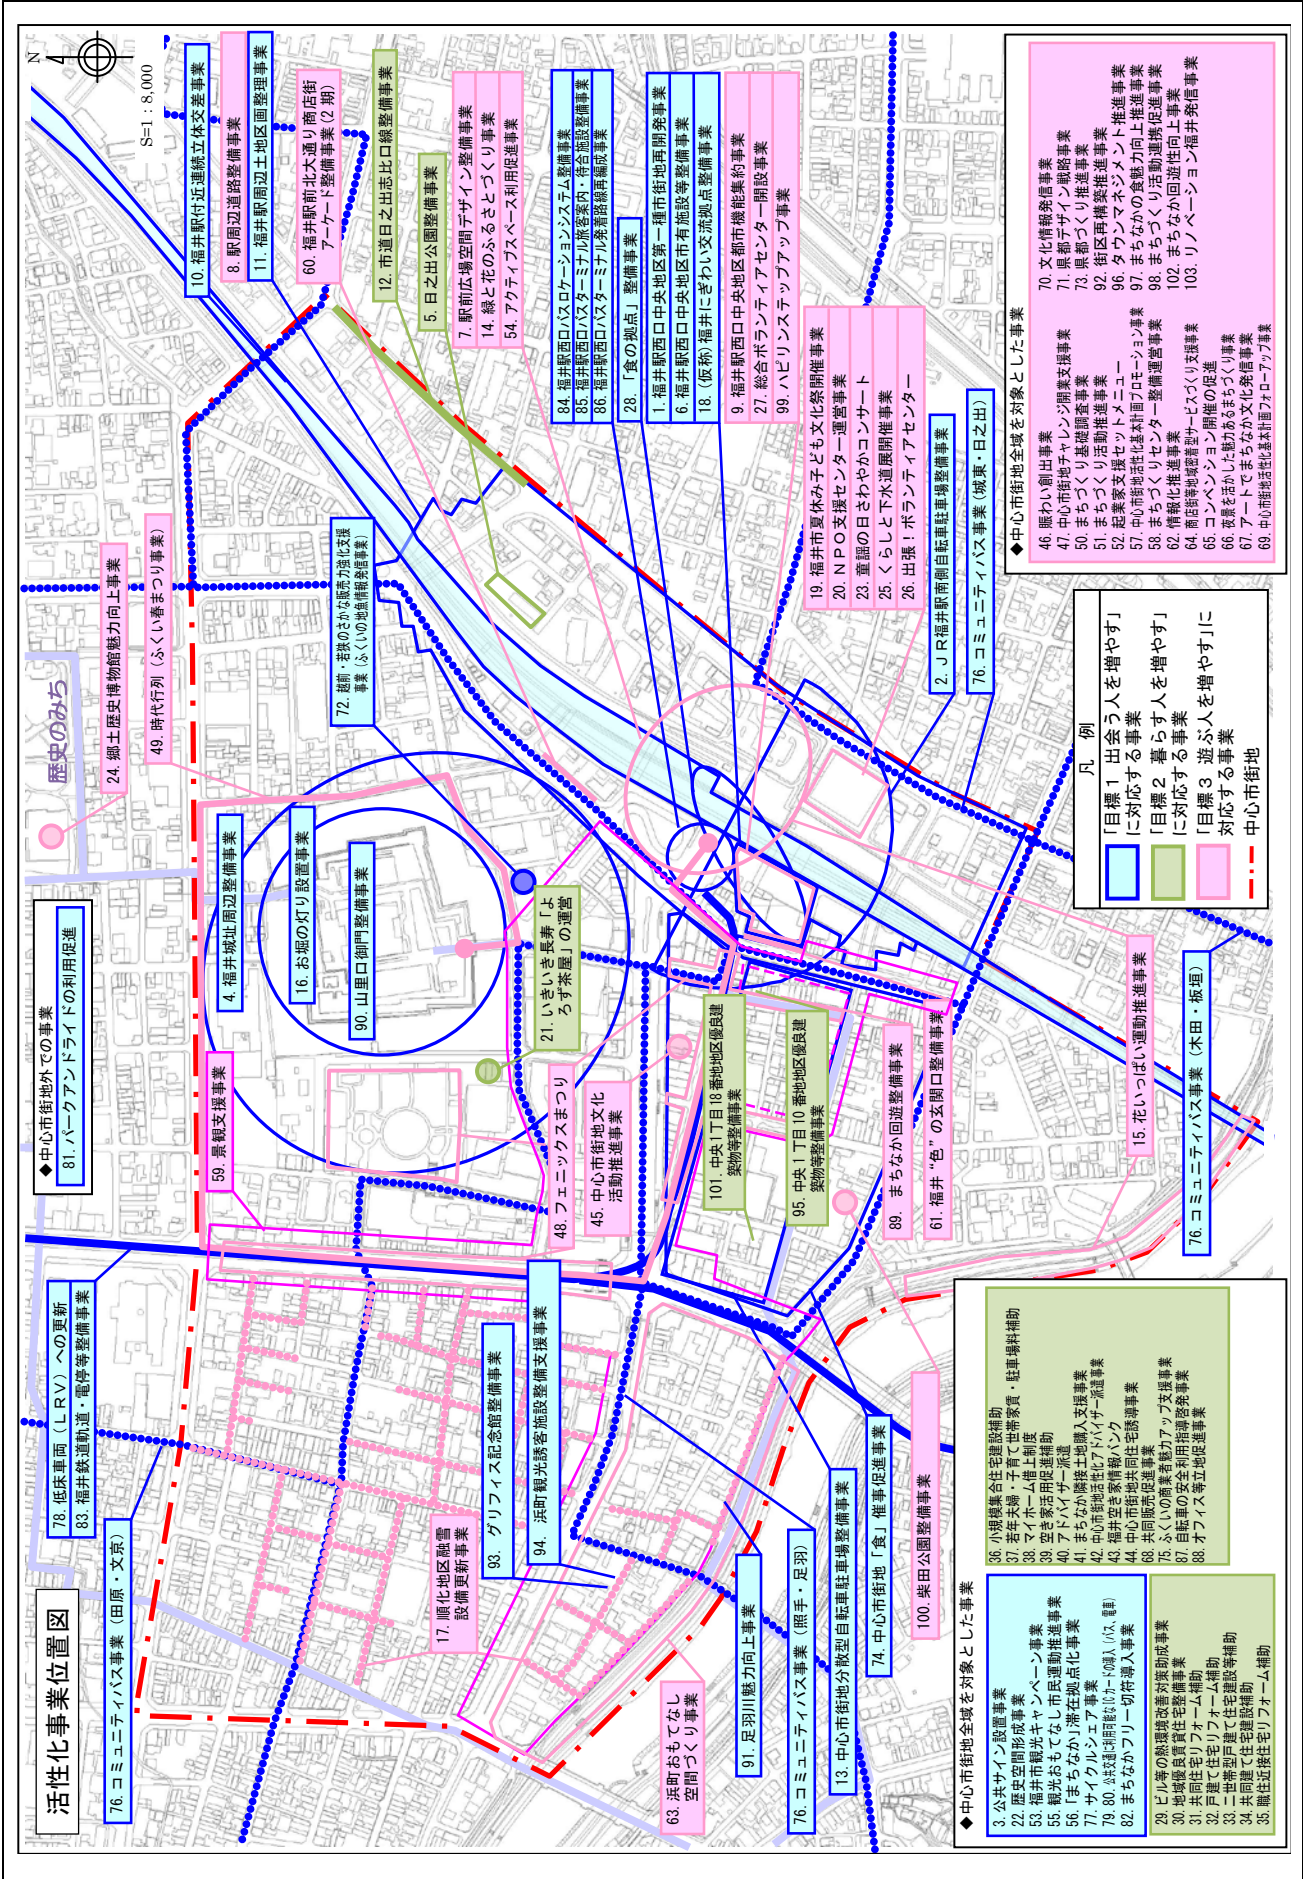 活性化事業位置図
N
S=1 : 8,000
76. コミュニティバス事業（田原・文京）
78. 低床車両（ＬＲＶ）への更新
83. 福井鉄道軌道・電停等整備事業
◆中心市街地外での事業
81. パークアンドライドの利用促進
歴史のみち
24. 郷土歴史博物館魅力向上事業
49. 時代行列（ふくい春まつり事業）
10. 福井駅付近連続立体交差事業
8. 駅周辺道路整備事業
11. 福井駅周辺土地区画整理事業
60. 福井駅前北大通り商店街
アーケード整備事業(2期)
12. 市道日之出志比口線整備事業
5. 日之出公園整備事業
7. 駅前広場空間デザイン整備事業
14. 緑と花のふるさとづくり事業
54. アクティブスペース利用促進事業
84. 福井駅西口バスロケーションシステム整備事業
85. 福井駅西口バスターミナル旅客案内・待合施設整備事業
86. 福井駅西口バスターミナル発着路線再編成事業
28. 「食の拠点」整備事業
1. 福井駅西口中央地区第一種市街地再開発事業
6. 福井駅西口中央地区市有施設等整備事業
18. (仮称)福井にぎわい交流拠点整備事業
9. 福井駅西口中央地区都市機能集約事業
27. 総合ボランティアセンター開設事業
99. ハピリンステップアップ事業
19. 福井市夏休み子ども文化祭開催事業
20. ＮＰＯ支援センター運営事業
23. 童謡の日さわやかコンサート
25. くらしと下水道展開催事業
26. 出張！ボランティアセンター
2. ＪＲ福井駅南側自転車駐車場整備事業
76. コミュニティバス事業(城東・日之出)
72. 越前・若狭のさかな販売力強化支援
事業（ふくいの地魚情報発信事業）
4. 福井城址周辺整備事業
16. お堀の灯り設置事業
90. 山里口御門整備事業
59. 景観支援事業
21. いきいき長寿「よ
ろず茶屋」の運営
48. フェニックスまつり
45. 中心市街地文化
活動推進事業
101. 中央1丁目18番地地区優良建
築物等整備事業
95. 中央１丁目10 番地地区優良建
築物等整備事業
89. まちなか回遊整備事業
61. 福井“色”の玄関口整備事業
15. 花いっぱい運動推進事業
76. コミュニティバス事業（木田・板垣）
93. グリフィス記念館整備事業
94. 浜町観光誘客施設整備支援事業
17. 順化地区融雪
設備更新事業
63. 浜町おもてなし
空間づくり事業
91. 足羽川魅力向上事業
76. コミュニティバス事業（照手・足羽）
13. 中心市街地分散型自転車駐車場整備事業
74. 中心市街地「食」催事促進事業
100. 柴田公園整備事業
凡　例
「目標１ 出会う人を増やす」
に対応する事業
「目標２ 暮らす人を増やす」
に対応する事業
「目標３ 遊ぶ人を増やす」に
対応する事業
中心市街地
◆中心市街地全域を対象とした事業
3. 公共サイン設置事業
22. 歴史空間形成事業
53. 福井市観光キャンペーン事業
55. 観光おもてなし市民運動推進事業
56. 「まちなか」滞在拠点化事業
77. サイクルシェア事業
79. 80. 公共交通に利用可能なICカードの導入（バス、電車）
82. まちなかフリー切符導入事業
29. ビル等の熱環境改善対策助成事業
30. 地域優良賃貸住宅整備事業
31. 共同住宅リフォーム補助
32. 戸建て住宅リフォーム補助
33. 二世帯型戸建て住宅建設等補助
34. 共同建て住宅建設補助
35. 職住近接住宅リフォーム補助
36. 小規模集合住宅建設補助
37. 若年夫婦・子育て世帯家賃・駐車場料補助
38. マイホーム借上制度
39. 空き家活用促進補助
40. アドバイザー派遣
41. まちなか隣接土地購入支援事業
42. 中心市街地活性化アドバイザー派遣事業
43. 福井空き家情報バンク
44. 中心市街地共同住宅誘導事業
68. 共同販売促進事業
75. ふくいの商業者魅力アップ支援事業
87. 自転車の安全利用指導啓発事業
88. オフィス等立地促進事業
◆中心市街地全域を対象とした事業
46. 賑わい創出事業
47. 中心市街地チャレンジ開業支援事業
50. まちづくり基礎調査事業
51. まちづくり活動推進事業
52. 起業家支援セットメニュー
57. 中心市街地活性化基本計画プロモーション事業
58. まちづくりセンター整備運営事業
62. 情報化推進事業
64. 商店街等地域密着型サービスづくり支援事業
65. コンベンション開催の促進
66. 夜景を活かした魅力あるまちづくり事業
67. アートでまちなか文化発信事業
69. 中心市街地活性化基本計画フォローアップ事業
70. 文化情報発信事業
71. 県都デザイン戦略事業
73. 県都づくり推進事業
92. 街区再構築推進事業
96. タウンマネジメント推進事業
97. まちなかの食魅力向上推進事業
98. まちづくり活動連携促進事業
102. まちなか回遊性向上事業
103. リノベーション福井発信事業